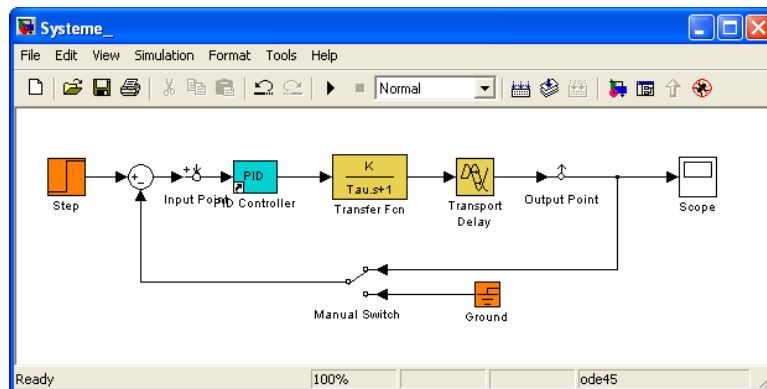 Systeme_
File Edit View Simulation Format Tools Help
Normal
PID
K
Tau.s+1
Step
Input Point
PID Controller
Transfer Fcn
Transport
Delay
Output Point
Scope
Manual Switch
Ground
Ready 100% ode45